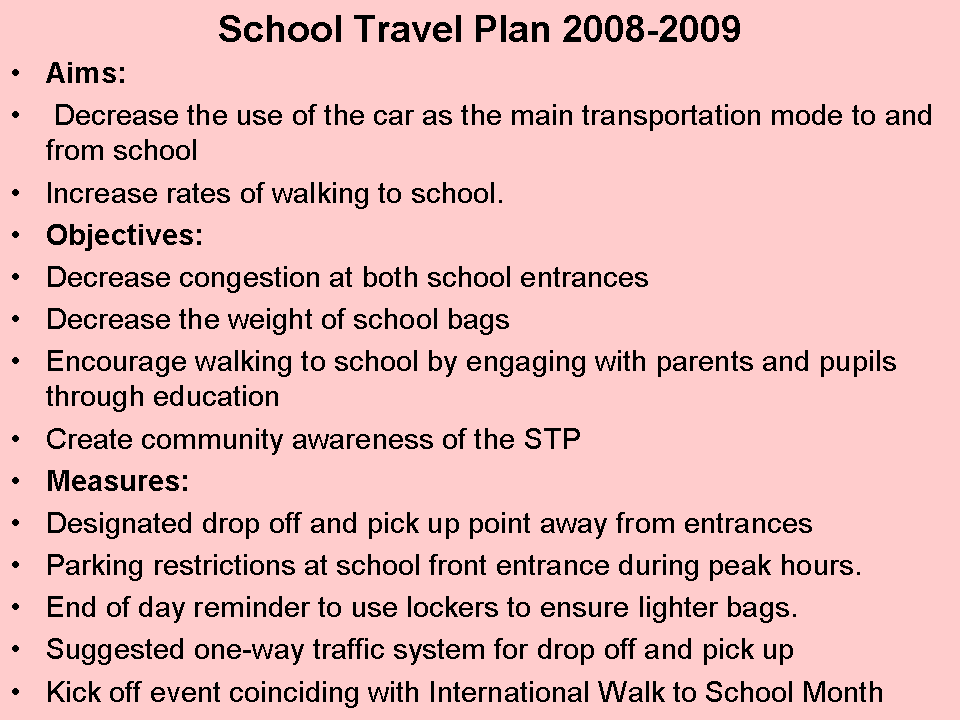 School Travel Plan 2008-2009
• Aims:
• Decrease the use of the car as the main transportation mode to and
from school
• Increase rates of walking to school.
• Objectives:
• Decrease congestion at both school entrances
• Decrease the weight of school bags
• Encourage walking to school by engaging with parents and pupils
through education
• Create community awareness of the STP
• Measures:
• Designated drop off and pick up point away from entrances
• Parking restrictions at school front entrance during peak hours.
• End of day reminder to use lockers to ensure lighter bags.
• Suggested one-way traffic system for drop off and pick up
• Kick off event coinciding with International Walk to School Month